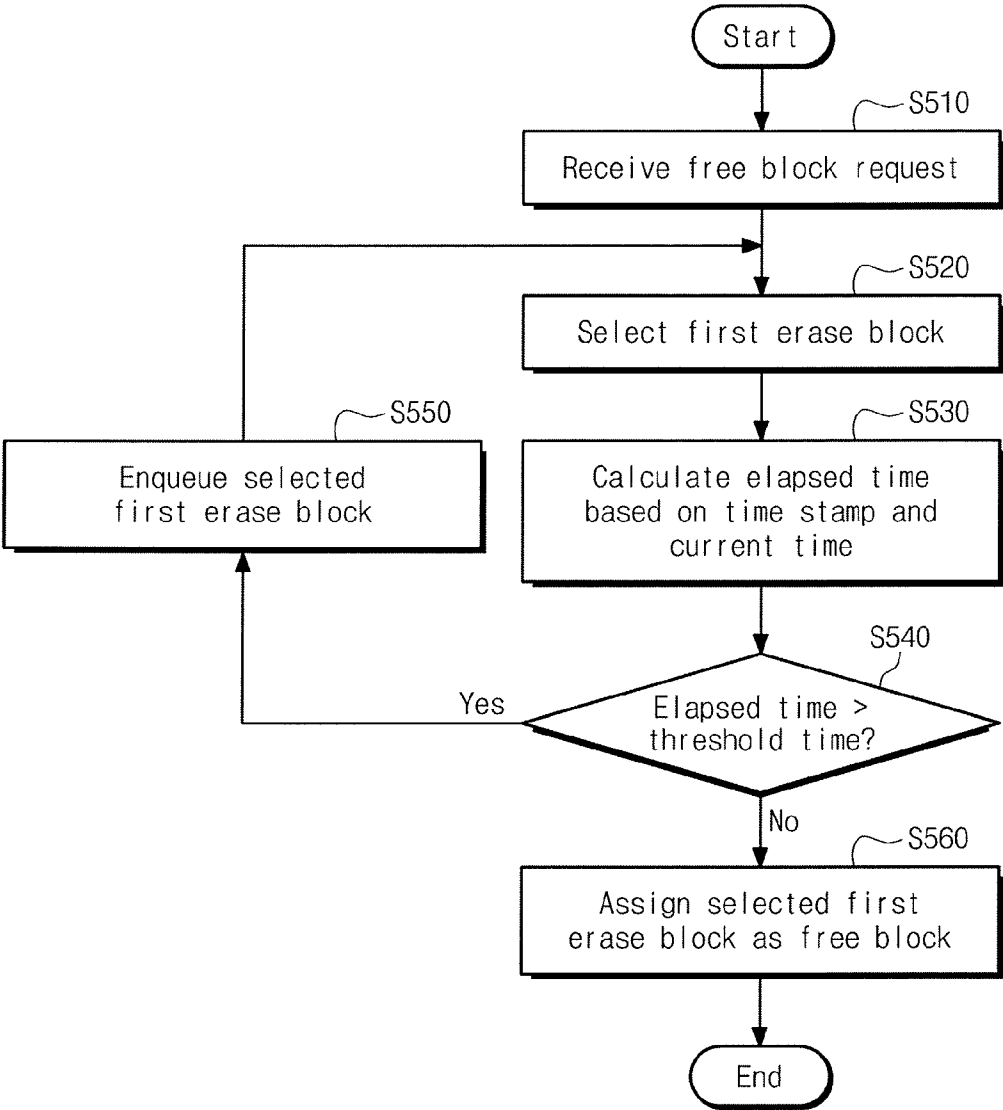 Start
S510
Receive free block request
S520
Select first erase block
S530
Calculate elapsed time
based on time stamp and
current time
S540
Elapsed time >
threshold time?
Yes
S550
Enqueue selected
first erase block
No
S560
Assign selected first
erase block as free block
End